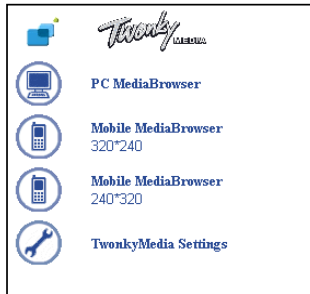 Twonky
MEDIA
PC MediaBrowser
Mobile MediaBrowser
320*240
Mobile MediaBrowser
240*320
TwonkyMedia Settings